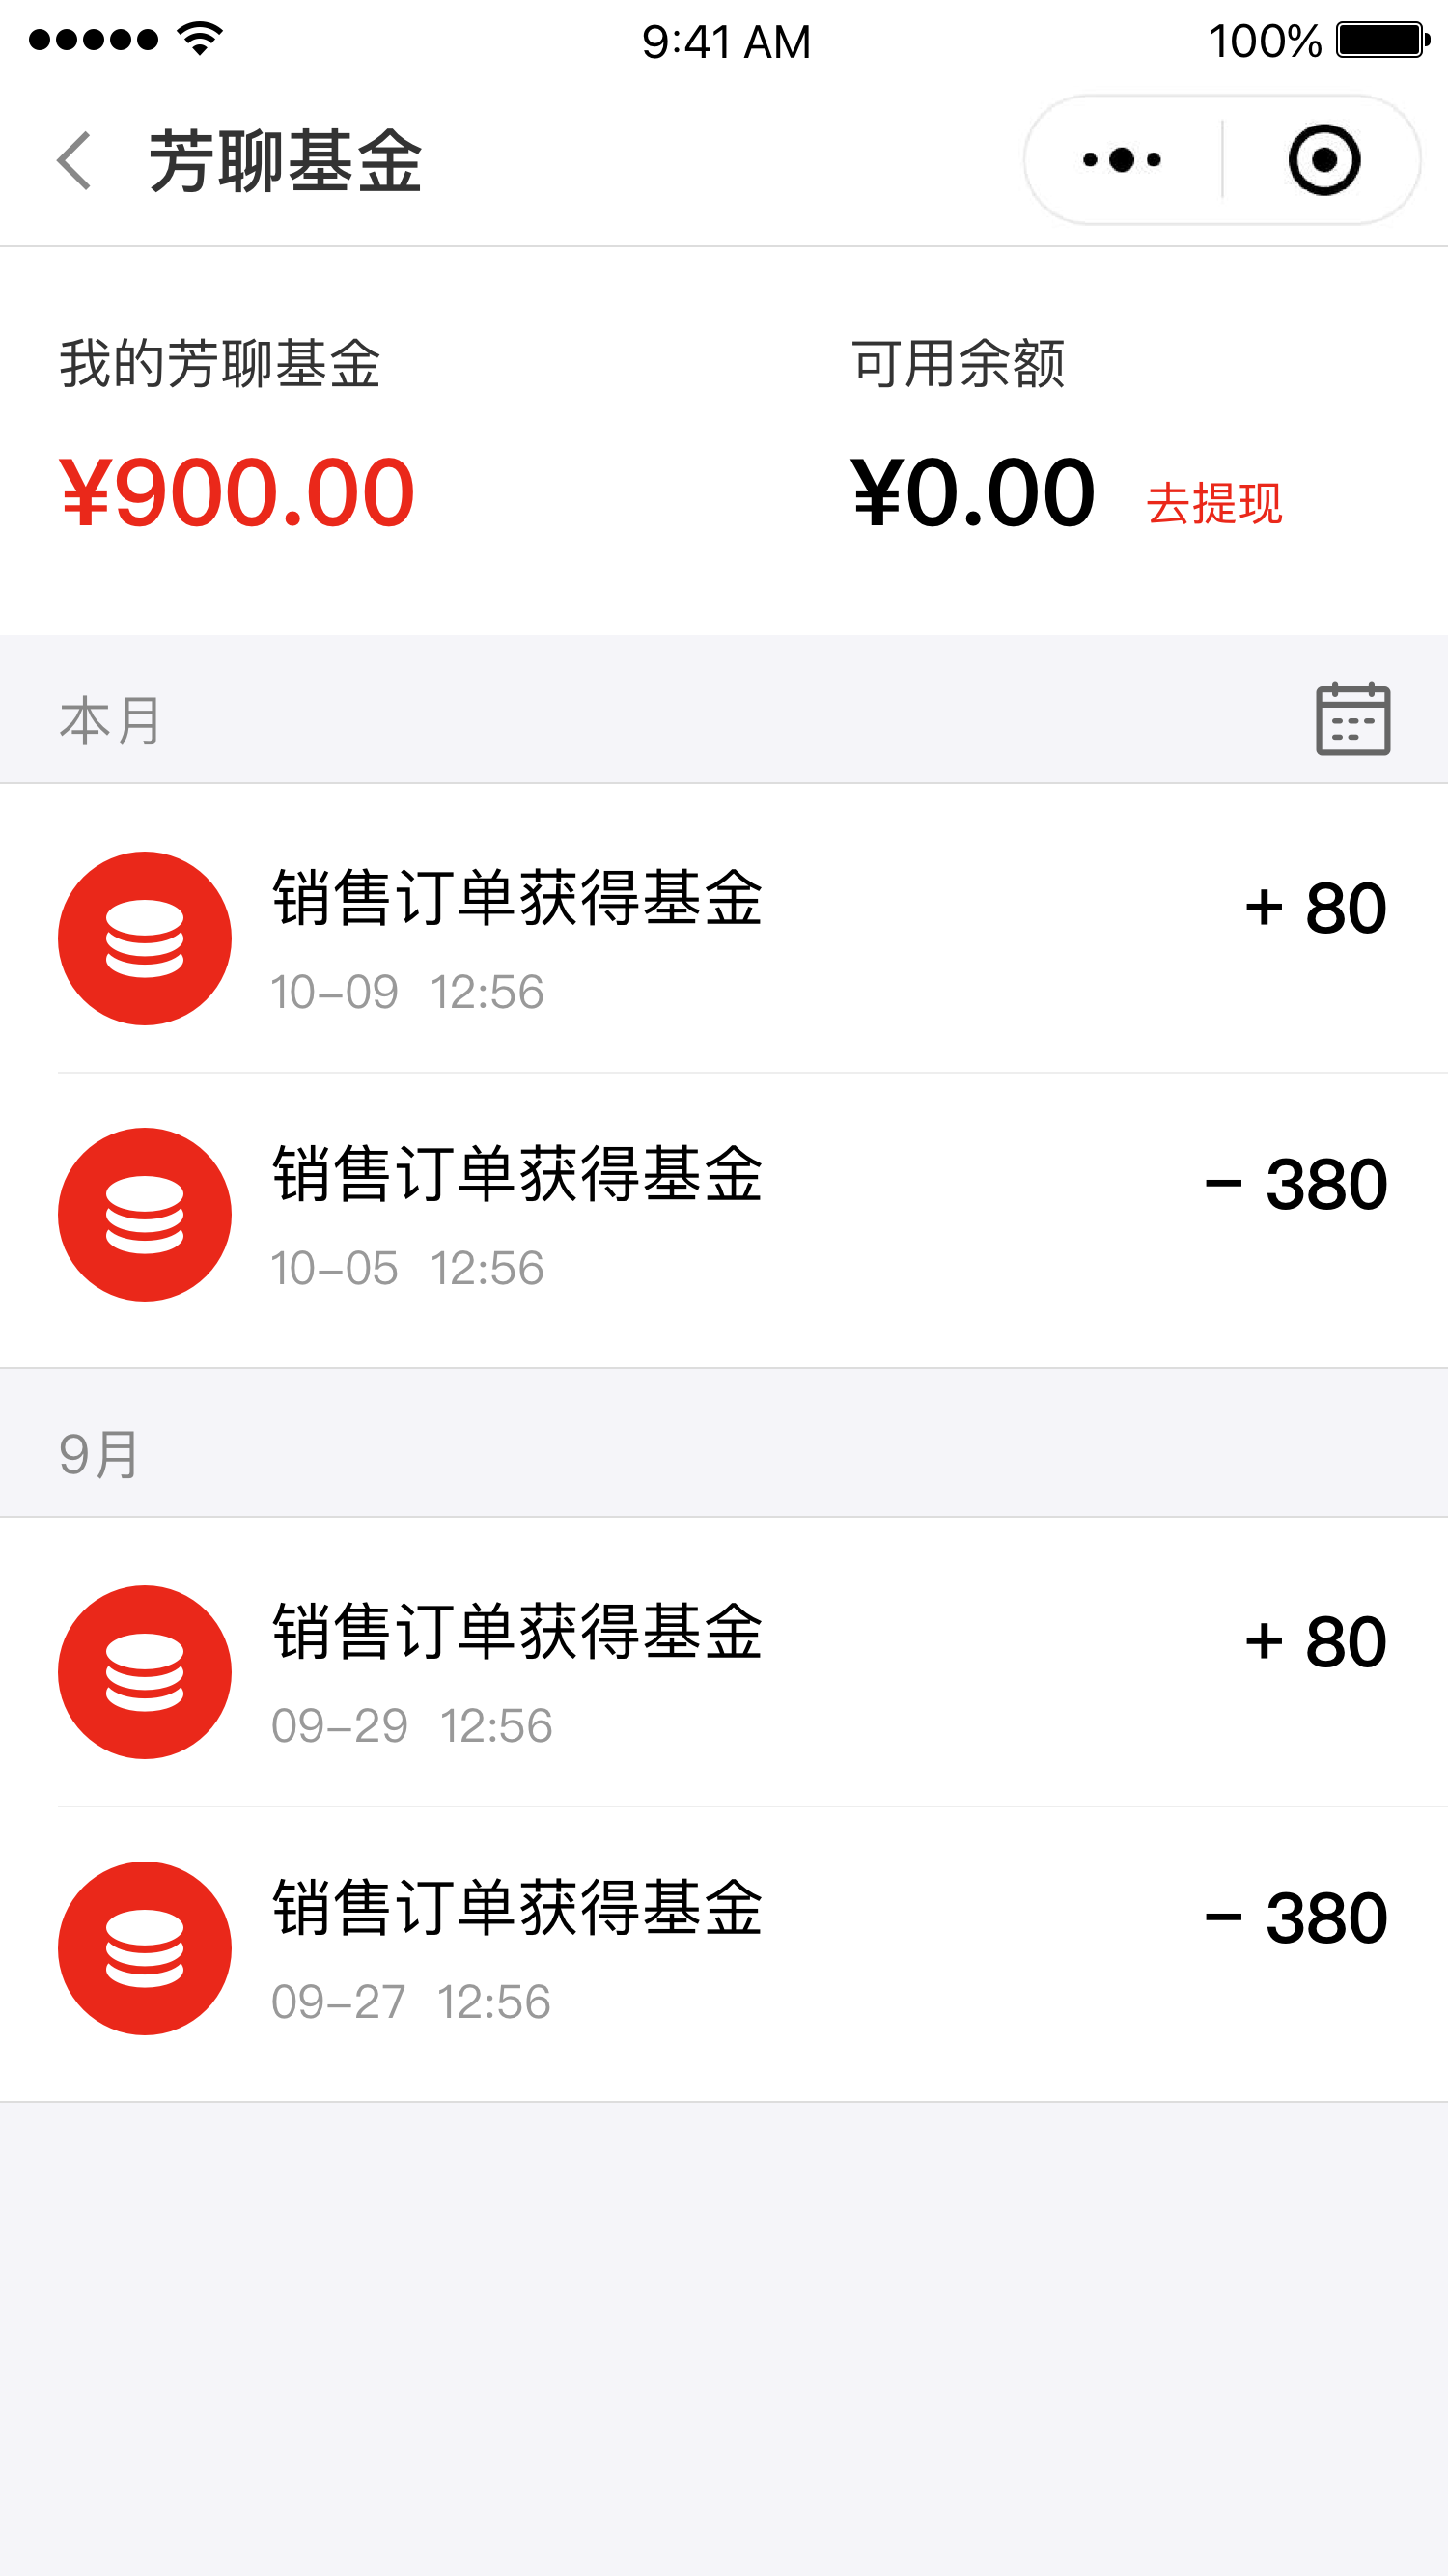 9:41 AM
100%
芳聊基金
我的芳聊基金
可用余额
¥900.00
¥0.00 去提现
本月
销售订单获得基金
+ 80
10-09 12:56
销售订单获得基金
- 380
10-05 12:56
9月
销售订单获得基金
+ 80
09-29 12:56
销售订单获得基金
- 380
09-27 12:56